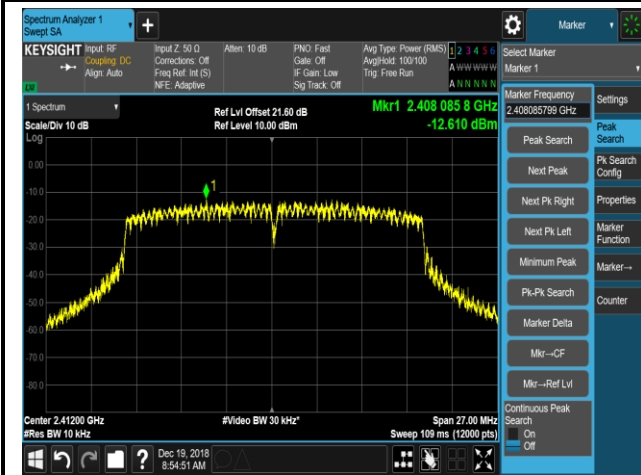 Spectrum Analyzer 1
Swept SA
+
Marker
KEYSIGHT
Input: RF
Coupling: DC
Align: Auto
Input Z: 50 Ω
Corrections: Off
Freq Ref: Int (S)
NFE: Adaptive
Atten: 10 dB
PNO: Fast
Gate: Off
IF Gain: Low
Sig Track: Off
Avg Type: Power (RMS)
Avg|Hold: 100/100
Trig: Free Run
1 2 3 4 5 6
A W W W W W
A N N N N N
Select Marker
Marker 1
1 Spectrum
Scale/Div 10 dB
Log
Ref Lvl Offset 21.60 dB
Ref Level 10.00 dBm
Mkr1 2.408 085 8 GHz
-12.610 dBm
1
0.00
-10.0
-20.0
-30.0
-40.0
-50.0
-60.0
-70.0
-80.0
Center 2.41200 GHz
#Res BW 10 kHz
#Video BW 30 kHz*
Span 27.00 MHz
Sweep 109 ms (12000 pts)
Marker Frequency
2.408085799 GHz
Peak Search
Next Peak
Next Pk Right
Next Pk Left
Minimum Peak
Pk-Pk Search
Marker Delta
Mkr→CF
Mkr→Ref Lvl
Continuous Peak
Search
On
Off
Settings
Peak
Search
Pk Search
Config
Properties
Marker
Function
Marker→
Counter
?
Dec 19, 2018
8:54:51 AM